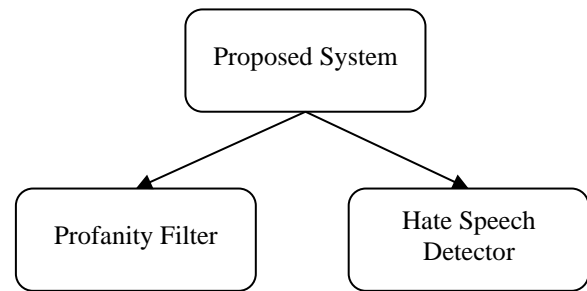 Proposed System
Profanity Filter
Hate Speech
Detector